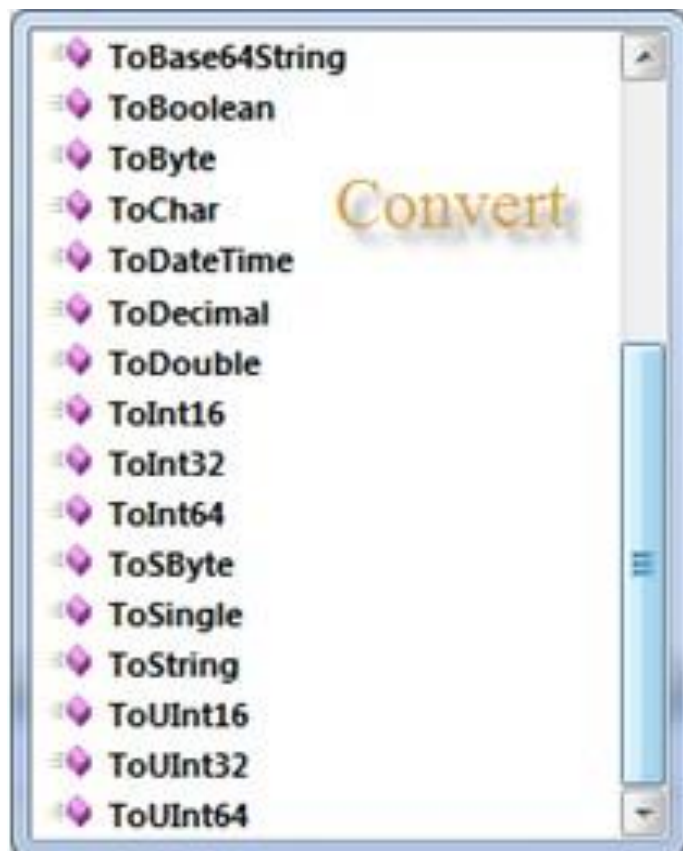 ToBase64String
ToBoolean
ToByte
ToChar
Convert
ToDateTime
ToDecimal
ToDouble
ToInt16
ToInt32
ToInt64
ToSByte
ToSingle
ToString
ToUInt16
ToUInt32
ToUInt64